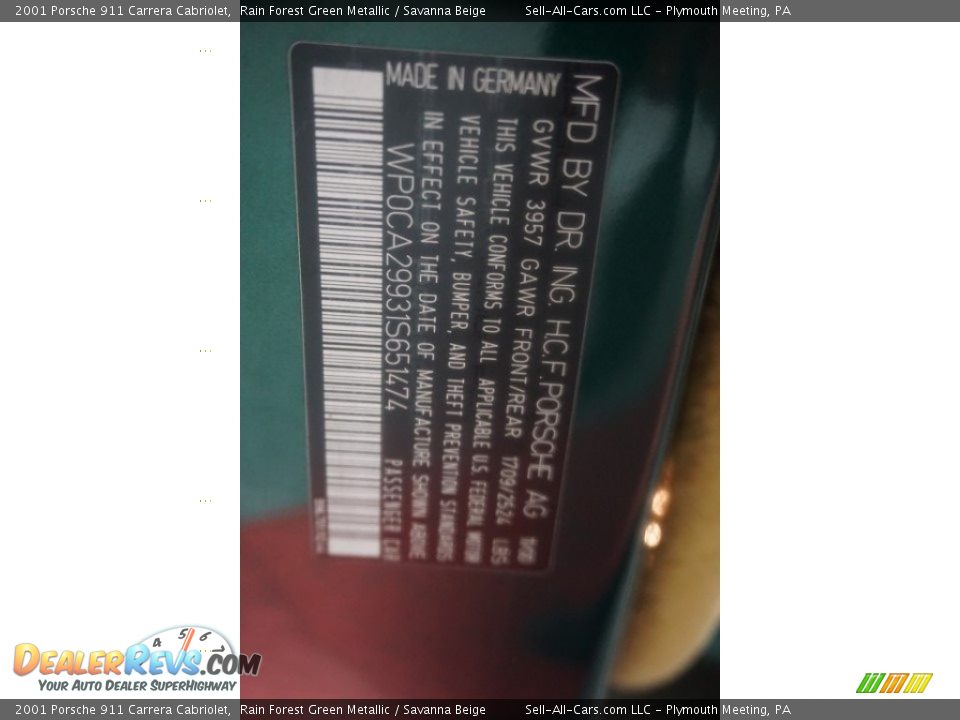 2001 Porsche 911 Carrera Cabriolet, Rain Forest Green Metallic / Savanna Beige Sell-All-Cars.com LLC - Plymouth Meeting, PA
MFD BY DR. ING. H.C.F. PORSCHE AG
GVWR 3957 GAWR FRONT/REAR 1709/2524 LBS
MADE IN GERMANY
THIS VEHICLE CONFORMS TO ALL APPLICABLE U.S. FEDERAL MOTOR
VEHICLE SAFETY, BUMPER, AND THEFT PREVENTION STANDARDS
IN EFFECT ON THE DATE OF MANUFACTURE SHOWN ABOVE
WP0CA29931S651474 PASSENGER CAR
4 5 6
DEALERREVS.COM
YOUR AUTO DEALER SUPERHIGHWAY
2001 Porsche 911 Carrera Cabriolet, Rain Forest Green Metallic / Savanna Beige Sell-All-Cars.com LLC - Plymouth Meeting, PA